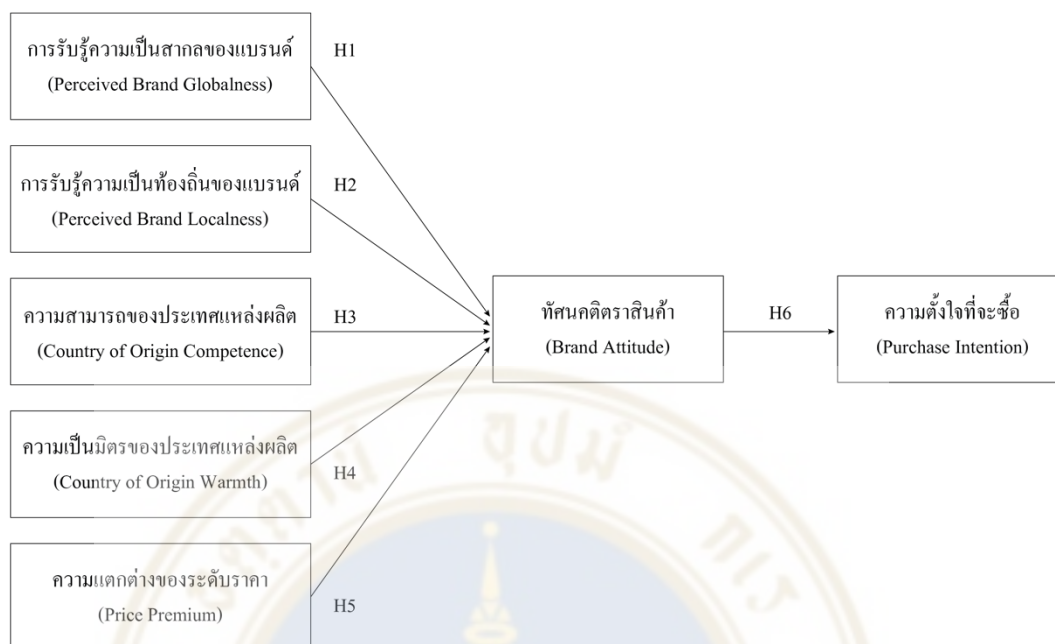 การรับรู้ความเป็นสากลของแบรนด์
(Perceived Brand Globalness)
H1
การรับรู้ความเป็นท้องถิ่นของแบรนด์
(Perceived Brand Localness)
H2
ความสามารถของประเทศแหล่งผลิต
(Country of Origin Competence)
H3
ทัศนคติตราสินค้า
(Brand Attitude)
H6
ความตั้งใจที่จะซื้อ
(Purchase Intention)
ความเป็นมิตรของประเทศแหล่งผลิต
(Country of Origin Warmth)
H4
ความแตกต่างของระดับราคา
(Price Premium)
H5